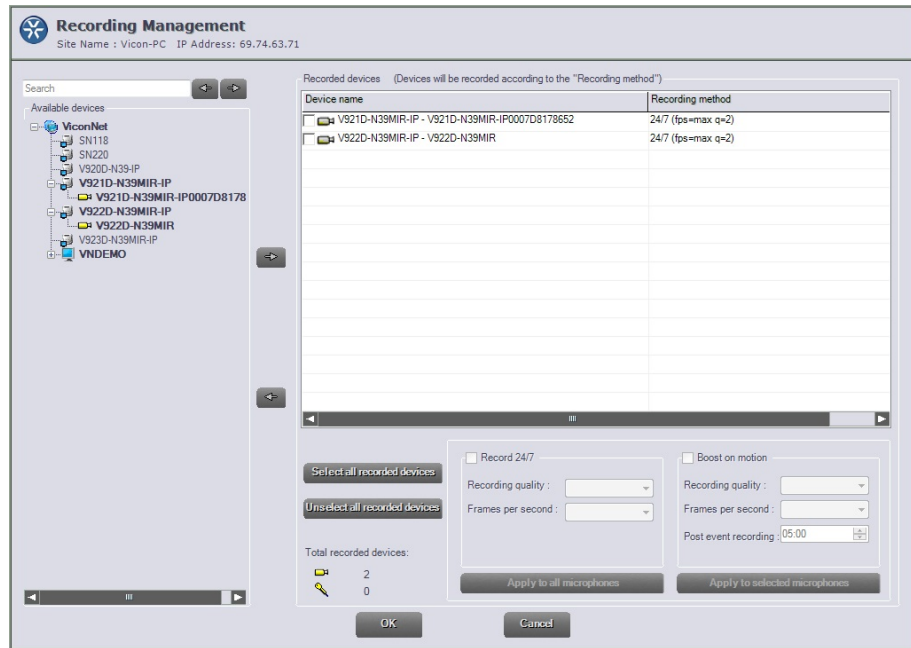 Recording Management
Site Name : Vicon-PC IP Address: 69.74.63.71
Search
Available devices
ViconNet
SN118
SN220
V920D-N39-IP
V921D-N39MIR-IP
V921D-N39MIR-IP0007D8178
V922D-N39MIR-IP
V922D-N39MIR
V923D-N39MIR-IP
VNDEMO
Recorded devices (Devices will be recorded according to the "Recording method")
Device name Recording method
V921D-N39MIR-IP - V921D-N39MIR-IP0007D8178652 24/7 (fps=max q=2)
V922D-N39MIR-IP - V922D-N39MIR 24/7 (fps=max q=2)
Select all recorded devices
Unselect all recorded devices
Total recorded devices:
2
0
Record 24/7
Recording quality :
Frames per second :
Apply to all microphones
Boost on motion
Recording quality :
Frames per second :
Post event recording : 05:00
Apply to selected microphones
OK Cancel